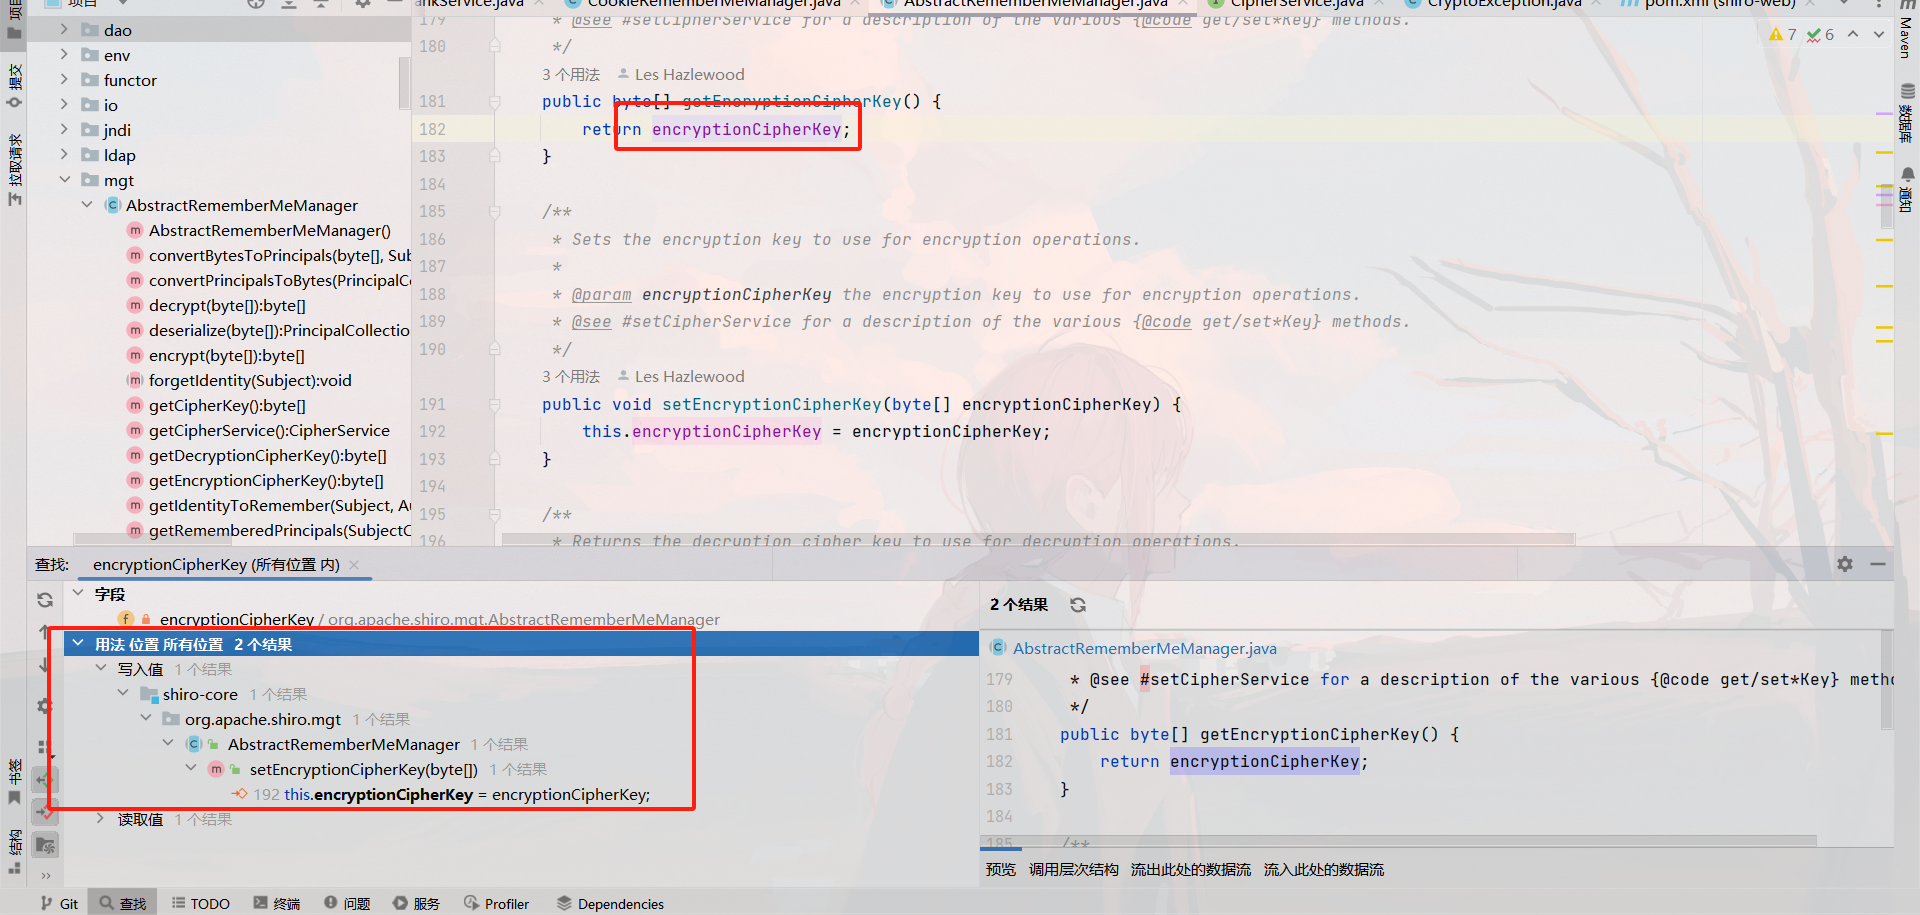 项目
ankService.java
CookieRememberMeManager.java
AbstractRememberMeManager.java
CipherService.java
CryptoException.java
pom.xml (shiro-web)
项目
提交
拉取请求
书签
结构
Maven
数据库
通知
dao
env
functor
io
jndi
ldap
mgt
AbstractRememberMeManager
AbstractRememberMeManager()
convertBytesToPrincipals(byte[], Sub
convertPrincipalsToBytes(PrincipalCo
decrypt(byte[]):byte[]
deserialize(byte[]):PrincipalCollectio
encrypt(byte[]):byte[]
forgetIdentity(Subject):void
getCipherKey():byte[]
getCipherService():CipherService
getDecryptionCipherKey():byte[]
getEncryptionCipherKey():byte[]
getIdentityToRemember(Subject, Au
getRememberedPrincipals(SubjectC
7 6
179 * @see #setCipherService for a description of the various {@code get/set*Key} methods.
180 */
3 个用法 Les Hazlewood
181 public byte[] getEncryptionCipherKey() {
182 return encryptionCipherKey;
183 }
184
185 /**
186 * Sets the encryption key to use for encryption operations.
187 *
188 * @param encryptionCipherKey the encryption key to use for encryption operations.
189 * @see #setCipherService for a description of the various {@code get/set*Key} methods.
190 */
3 个用法 Les Hazlewood
191 public void setEncryptionCipherKey(byte[] encryptionCipherKey) {
192 this.encryptionCipherKey = encryptionCipherKey;
193 }
194
195 /**
196 * Returns the decryption cipher key to use for decryption operations.
查找: encryptionCipherKey (所有位置 内)
字段
encryptionCipherKey / org.apache.shiro.mgt.AbstractRememberMeManager
用法 位置 所有位置 2 个结果
写入值 1 个结果
shiro-core 1 个结果
org.apache.shiro.mgt 1 个结果
AbstractRememberMeManager 1 个结果
setEncryptionCipherKey(byte[]) 1 个结果
192 this.encryptionCipherKey = encryptionCipherKey;
读取值 1 个结果
2 个结果
AbstractRememberMeManager.java
179 * @see #setCipherService for a description of the various {@code get/set*Key} metho
180 */
181 public byte[] getEncryptionCipherKey() {
182 return encryptionCipherKey;
183 }
184
185 /**
预览 调用层次结构 流出此处的数据流 流入此处的数据流
Git 查找 TODO 终端 问题 服务 Profiler Dependencies